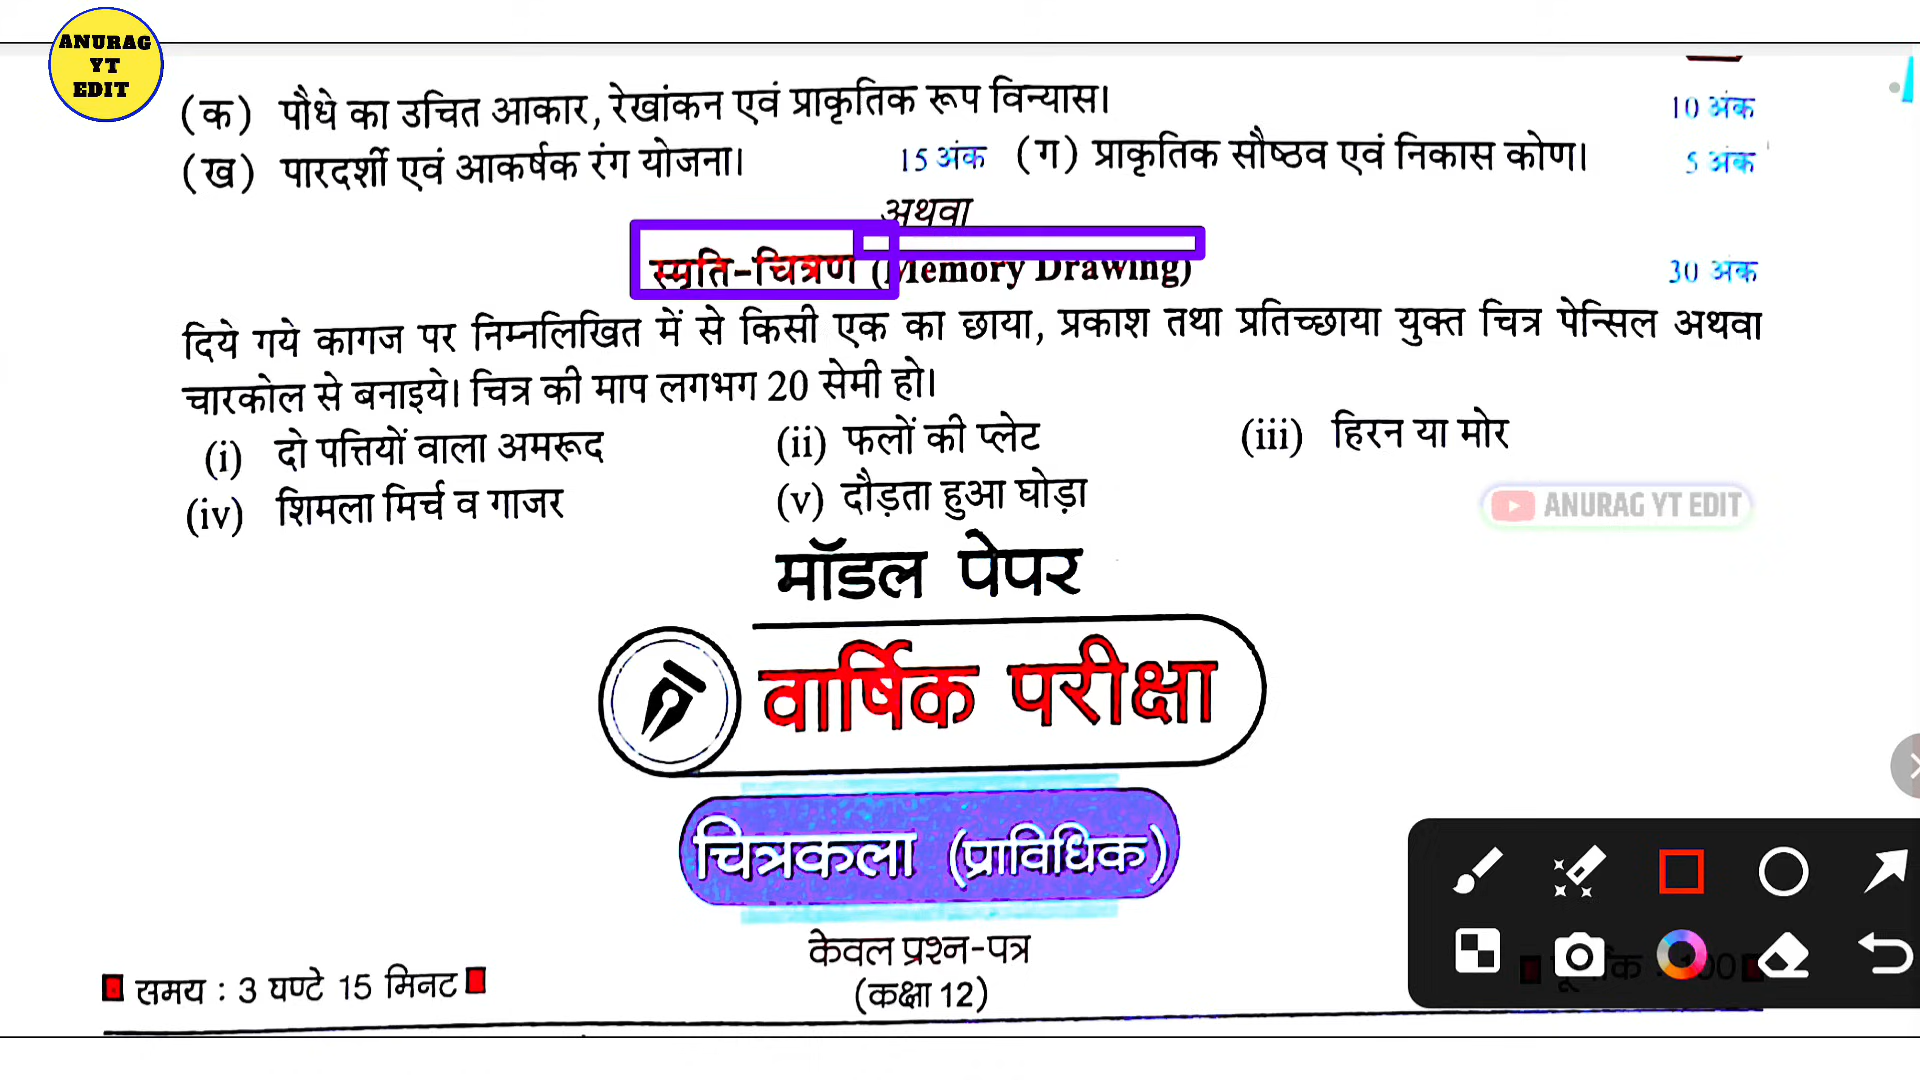 ANURAG
YT
EDIT
(क) पौधे का उचित आकार, रेखांकन एवं प्राकृतिक रूप विन्यास। 10 अंक
(ख) पारदर्शी एवं आकर्षक रंग योजना। 15 अंक (ग) प्राकृतिक सौष्ठव एवं निकास कोण। 5 अंक
अथवा
स्मृति-चित्रण (Memory Drawing) 30 अंक
दिये गये कागज पर निम्नलिखित में से किसी एक का छाया, प्रकाश तथा प्रतिच्छाया युक्त चित्र पेन्सिल अथवा
चारकोल से बनाइये। चित्र की माप लगभग 20 सेमी हो।
(i) दो पत्तियों वाला अमरूद (ii) फलों की प्लेट (iii) हिरन या मोर
(iv) शिमला मिर्च व गाजर (v) दौड़ता हुआ घोड़ा
ANURAG YT EDIT
मॉडल पेपर
वार्षिक परीक्षा
चित्रकला (प्राविधिक)
केवल प्रश्न-पत्र
(कक्षा 12)
समय : 3 घण्टे 15 मिनट : 100